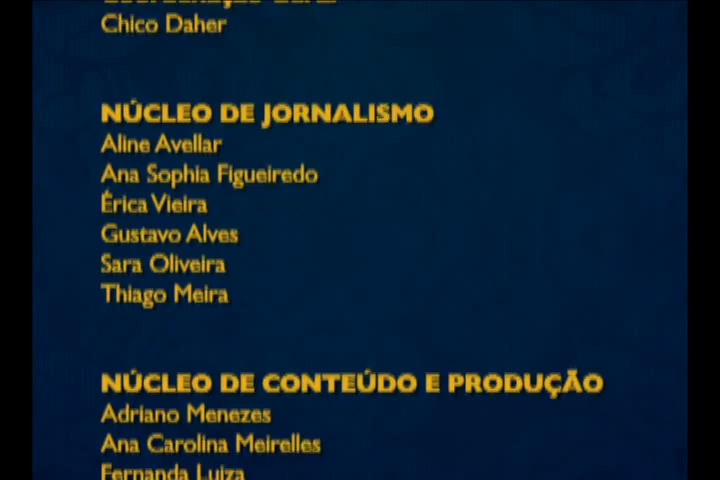 Chico Daher
NÚCLEO DE JORNALISMO
Aline Avellar
Ana Sophia Figueiredo
Érica Vieira
Gustavo Alves
Sara Oliveira
Thiago Meira
NÚCLEO DE CONTEÚDO E PRODUÇÃO
Adriano Menezes
Ana Carolina Meirelles
Fernanda Luiza